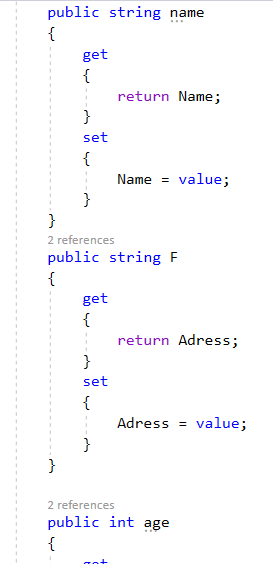 public string name
{
get
{
return Name;
}
set
{
Name = value;
}
}
2 references
public string F
{
get
{
return Adress;
}
set
{
Adress = value;
}
}
2 references
public int age
{
get